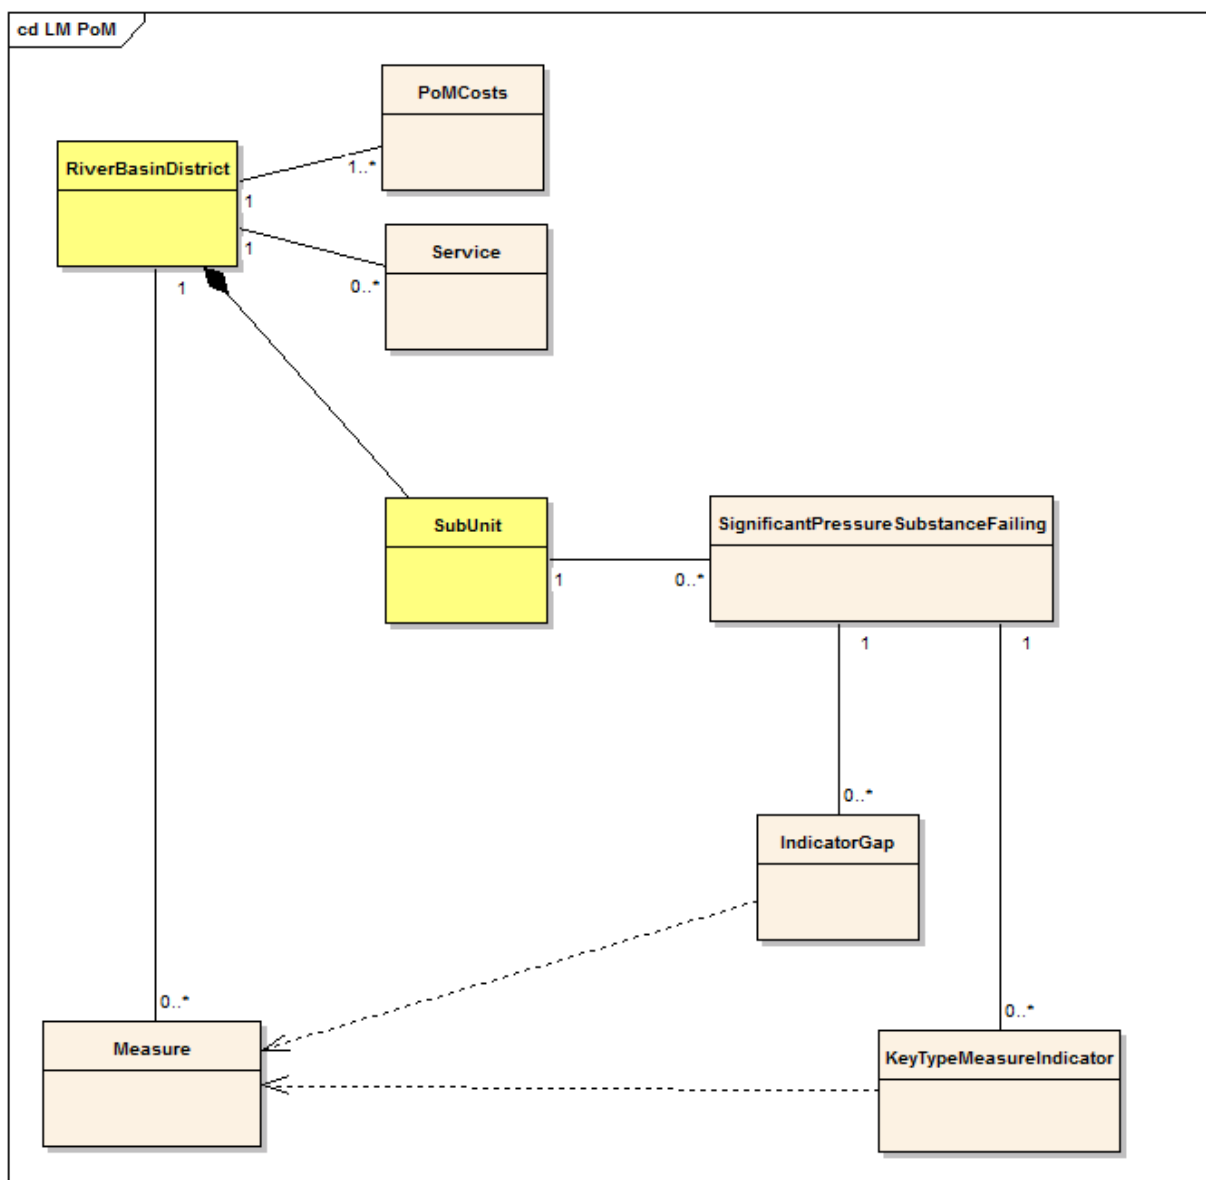 cd LM PoM
PoMCosts
RiverBasinDistrict
1..*
1
Service
1
0..*
1
SubUnit
SignificantPressureSubstanceFailing
1
0..*
1
1
0..*
IndicatorGap
0..*
0..*
Measure
KeyTypeMeasureIndicator